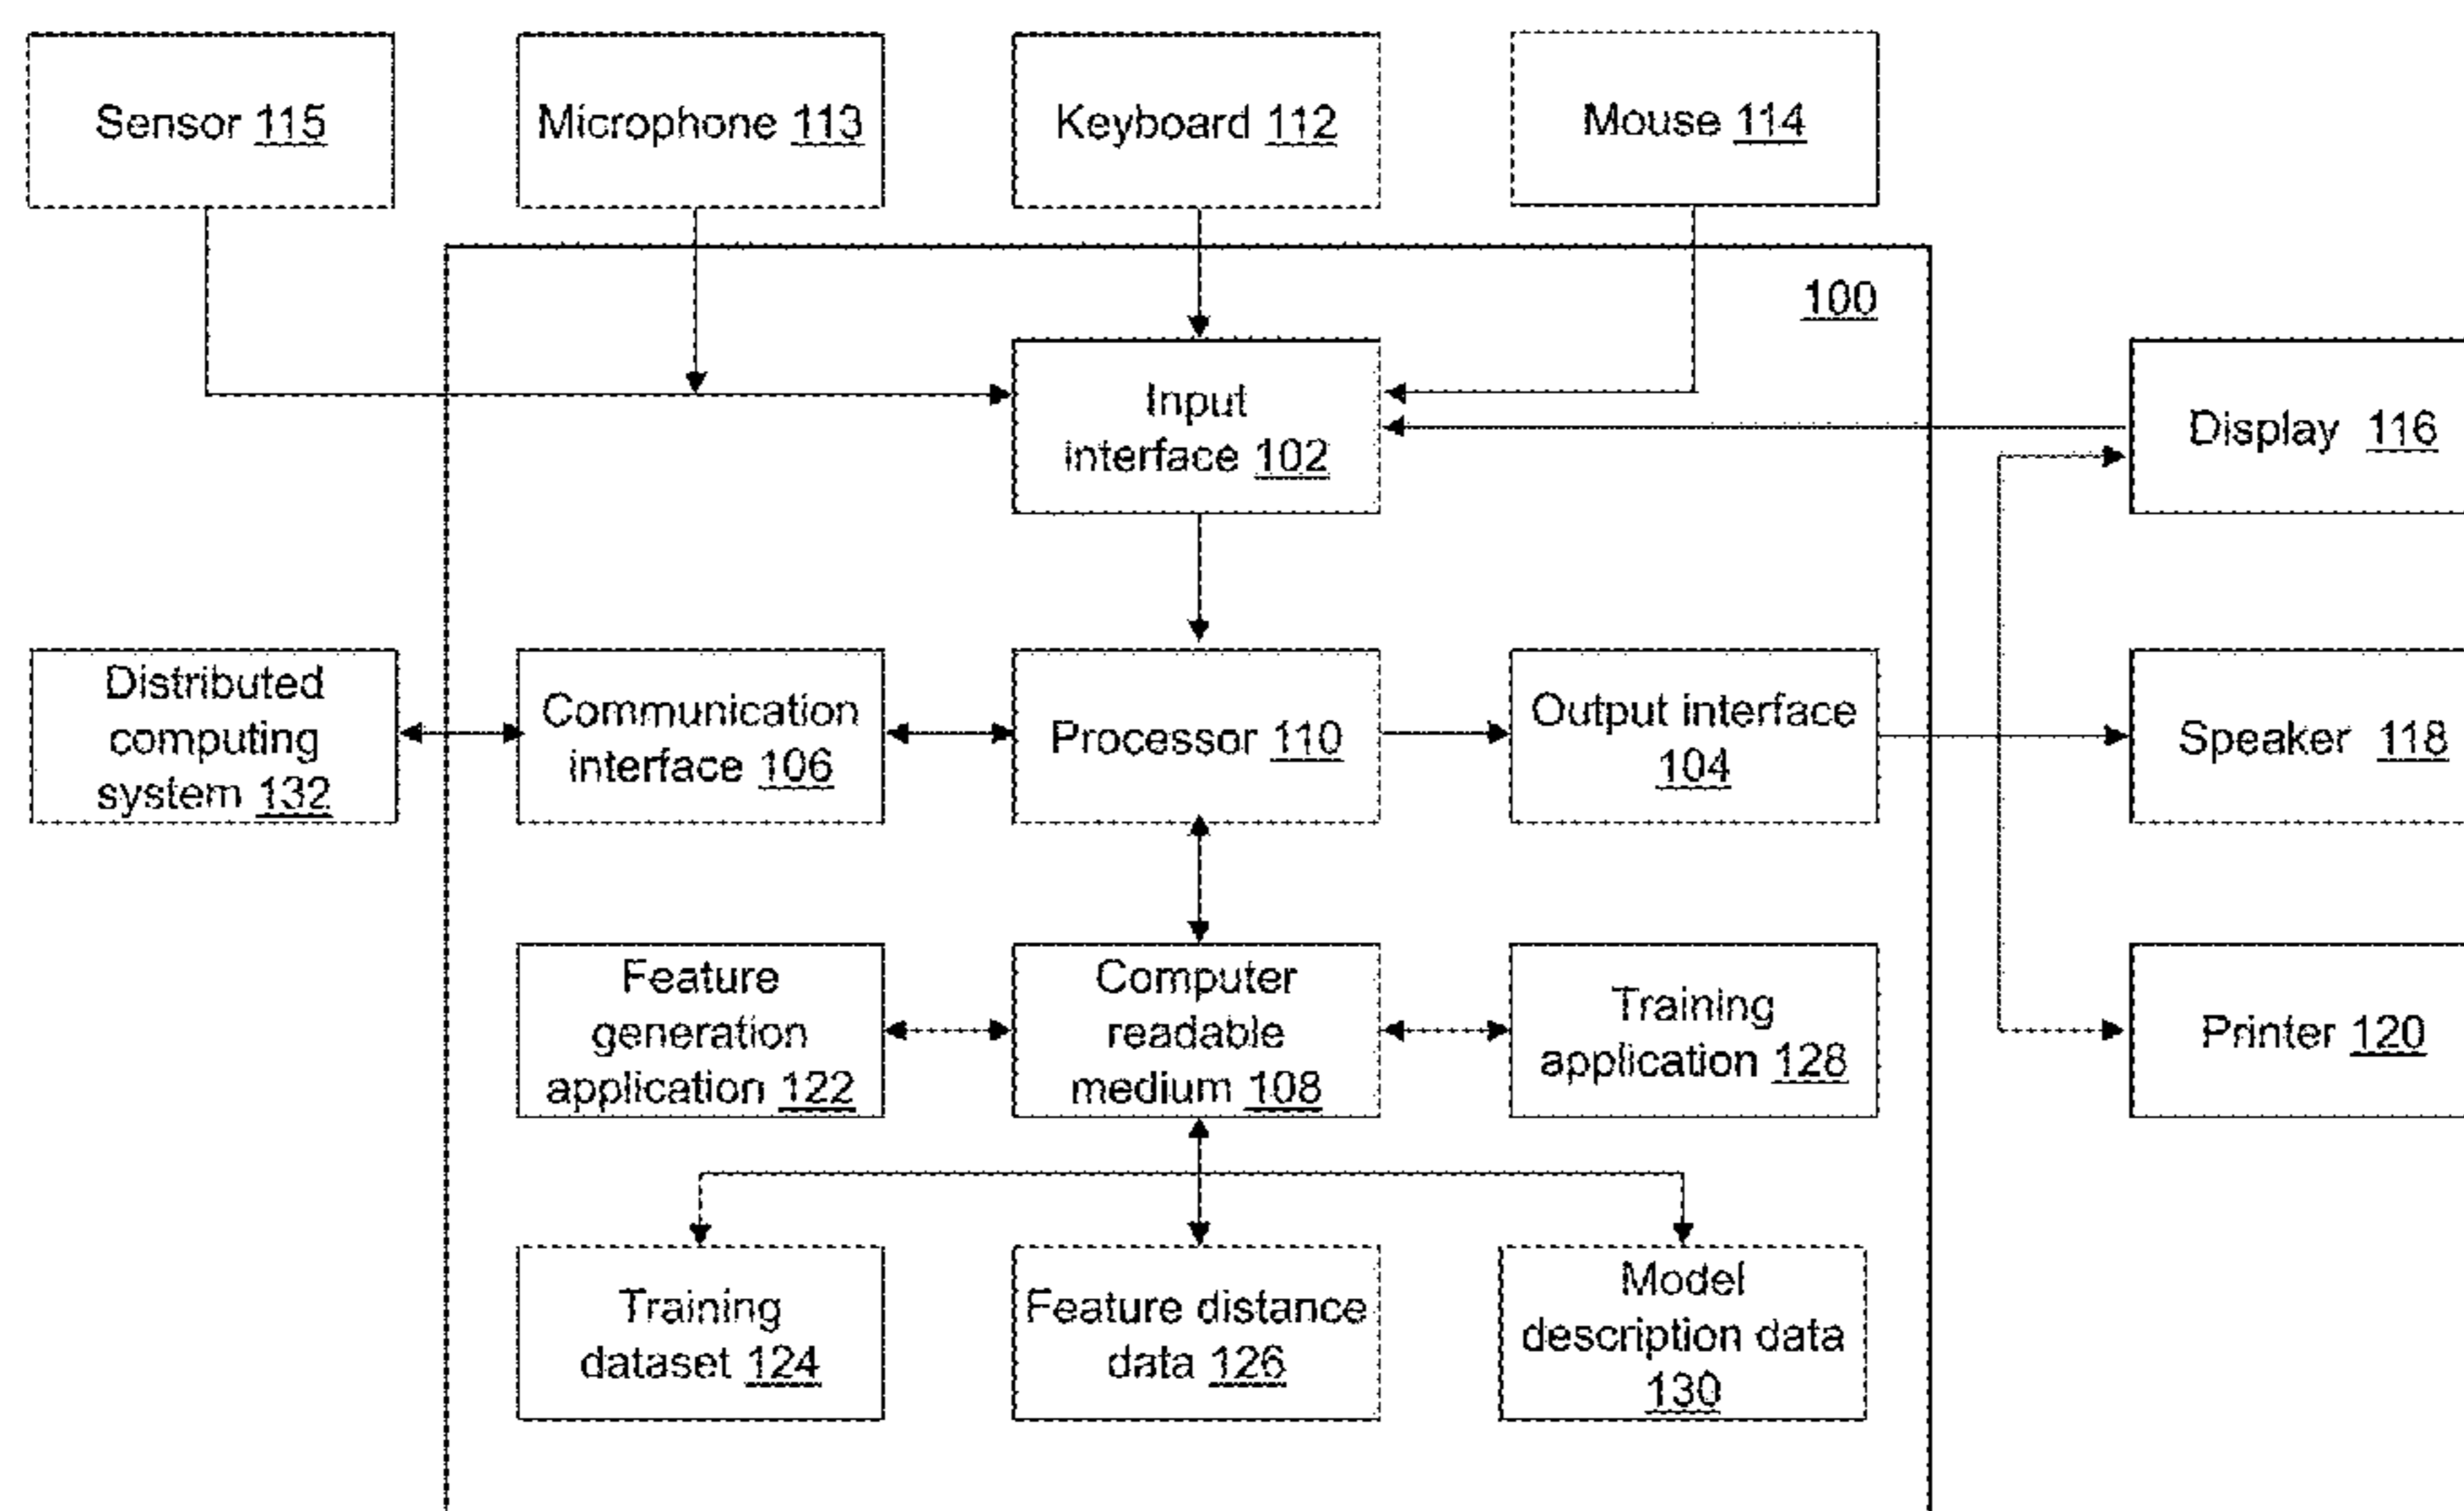 Sensor 115
Microphone 113
Keyboard 112
Mouse 114
100
Input
interface 102
Display 116
Distributed
computing
system 132
Communication
interface 106
Processor 110
Output interface
104
Speaker 118
Feature
generation
application 122
Computer
readable
medium 108
Training
application 128
Printer 120
Training
dataset 124
Feature distance
data 126
Model
description data
130